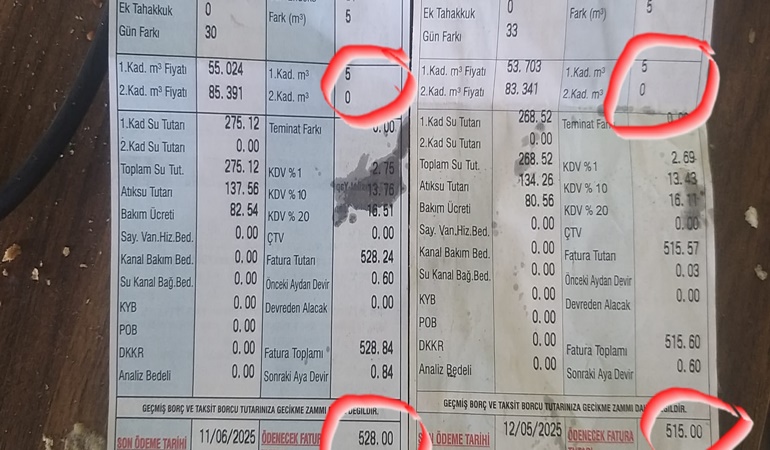 Ek Tahakkuk 0 Fark (m³) 5
Gün Farkı 30
1.Kad. m³ Fiyatı 55.024 1.Kad. m³ 5
2.Kad. m³ Fiyatı 85.391 2.Kad. m³ 0
1.Kad Su Tutarı 275.12 Teminat Farkı 0.00
2.Kad Su Tutarı 0.00
Toplam Su Tut. 275.12 KDV %1 2.75
Atıksu Tutarı 137.56 KDV %10 13.76
Bakım Ücreti 82.54 KDV %20 16.51
Say. Van.Hiz.Bed. 0.00 ÇTV 0.00
Kanal Bakım Bed. 0.00 Fatura Tutarı 528.24
Su Kanal Bağ.Bed. 0.00 Önceki Aydan Devir 0.60
KYB 0.00 Devreden Alacak 0.00
POB 0.00
DKKR 0.00 Fatura Toplamı 528.84
Analiz Bedeli 0.00 Sonraki Aya Devir 0.84
GEÇMİŞ BORÇ VE TAKSİT BORCU TUTARINIZA GECİKME ZAMMI DEĞİLDİR.
SON ÖDEME TARİHİ 11/06/2025 ÖDENECEK FATURA 528.00
Ek Tahakkuk 0 Fark (m³) 5
Gün Farkı 33
1.Kad. m³ Fiyatı 53.703 1.Kad. m³ 5
2.Kad. m³ Fiyatı 83.341 2.Kad. m³ 0
1.Kad Su Tutarı 268.52 Teminat Farkı
2.Kad Su Tutarı 0.00
Toplam Su Tut. 268.52 KDV %1 2.69
Atıksu Tutarı 134.26 KDV %10 13.43
Bakım Ücreti 80.56 KDV %20 16.11
Say. Van.Hiz.Bed. 0.00 ÇTV 0.00
Kanal Bakım Bed. 0.00 Fatura Tutarı 515.57
Su Kanal Bağ.Bed. 0.00 Önceki Aydan Devir 0.03
KYB 0.00 Devreden Alacak 0.00
POB 0.00
DKKR 0.00 Fatura Toplamı 515.60
Analiz Bedeli 0.00 Sonraki Aya Devir 0.60
GEÇMİŞ BORÇ VE TAKSİT BORCU TUTARINIZA GECİKME ZAMMI DEĞİLDİR.
SON ÖDEME TARİHİ 12/05/2025 ÖDENECEK FATURA 515.00